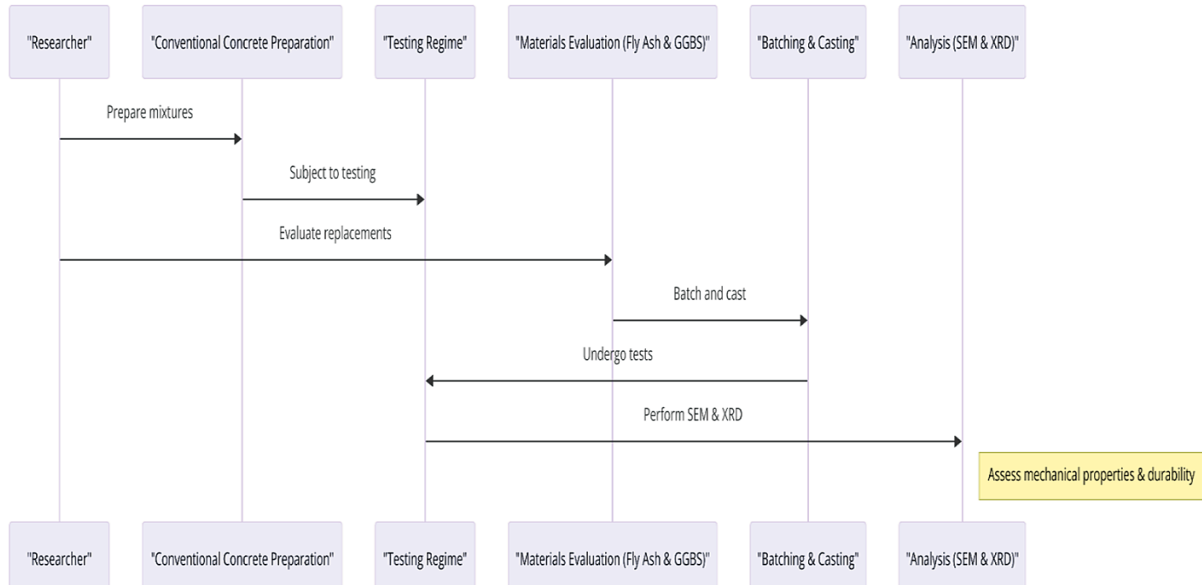 "Researcher"
"Conventional Concrete Preparation"
"Testing Regime"
"Materials Evaluation (Fly Ash & GGBS)"
"Batching & Casting"
"Analysis (SEM & XRD)"
Prepare mixtures
Subject to testing
Evaluate replacements
Batch and cast
Undergo tests
Perform SEM & XRD
Assess mechanical properties & durability
"Researcher"
"Conventional Concrete Preparation"
"Testing Regime"
"Materials Evaluation (Fly Ash & GGBS)"
"Batching & Casting"
"Analysis (SEM & XRD)"